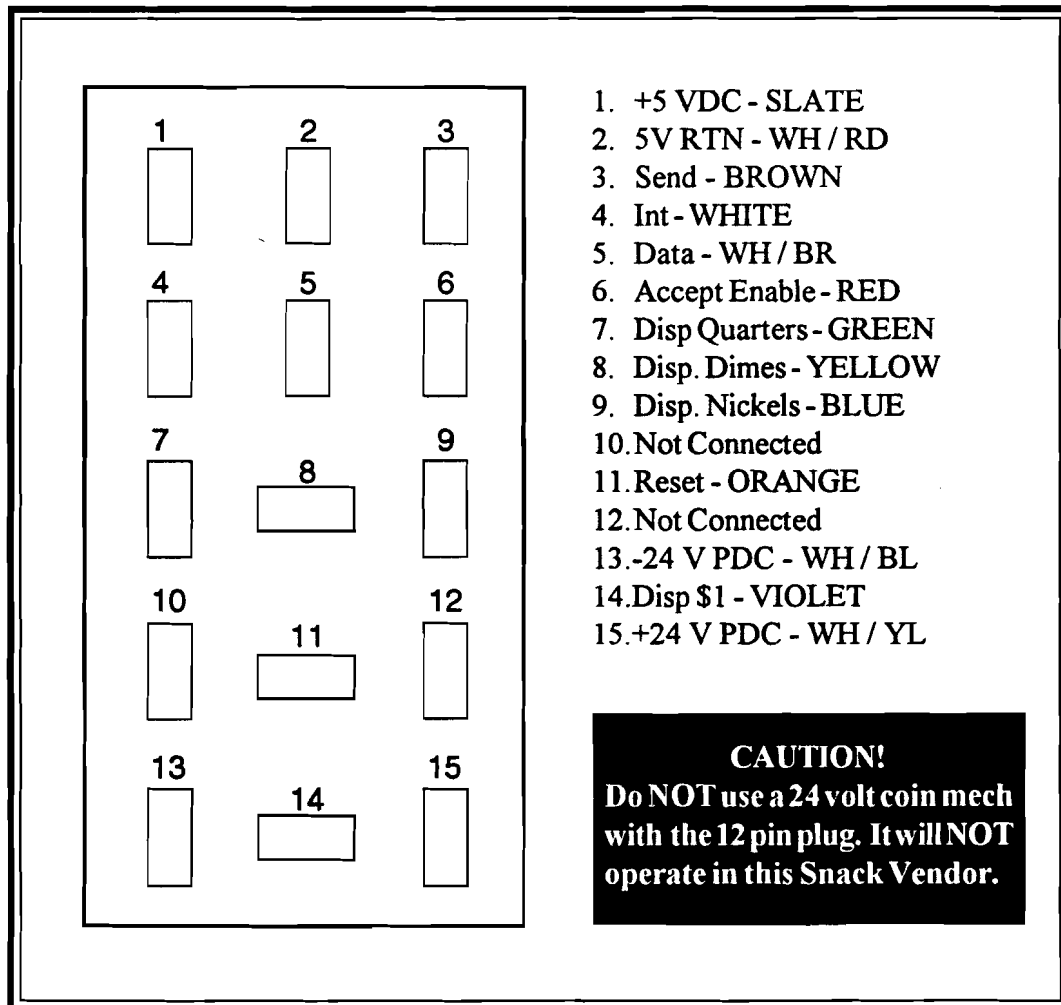 1 2 3
4 5 6
7 8 9
10 11 12
13 14 15
1. +5 VDC - SLATE
2. 5V RTN - WH / RD
3. Send - BROWN
4. Int - WHITE
5. Data - WH / BR
6. Accept Enable - RED
7. Disp Quarters - GREEN
8. Disp. Dimes - YELLOW
9. Disp. Nickels - BLUE
10. Not Connected
11. Reset - ORANGE
12. Not Connected
13. -24 V PDC - WH / BL
14. Disp $1 - VIOLET
15. +24 V PDC - WH / YL
CAUTION!
Do NOT use a 24 volt coin mech
with the 12 pin plug. It will NOT
operate in this Snack Vendor.